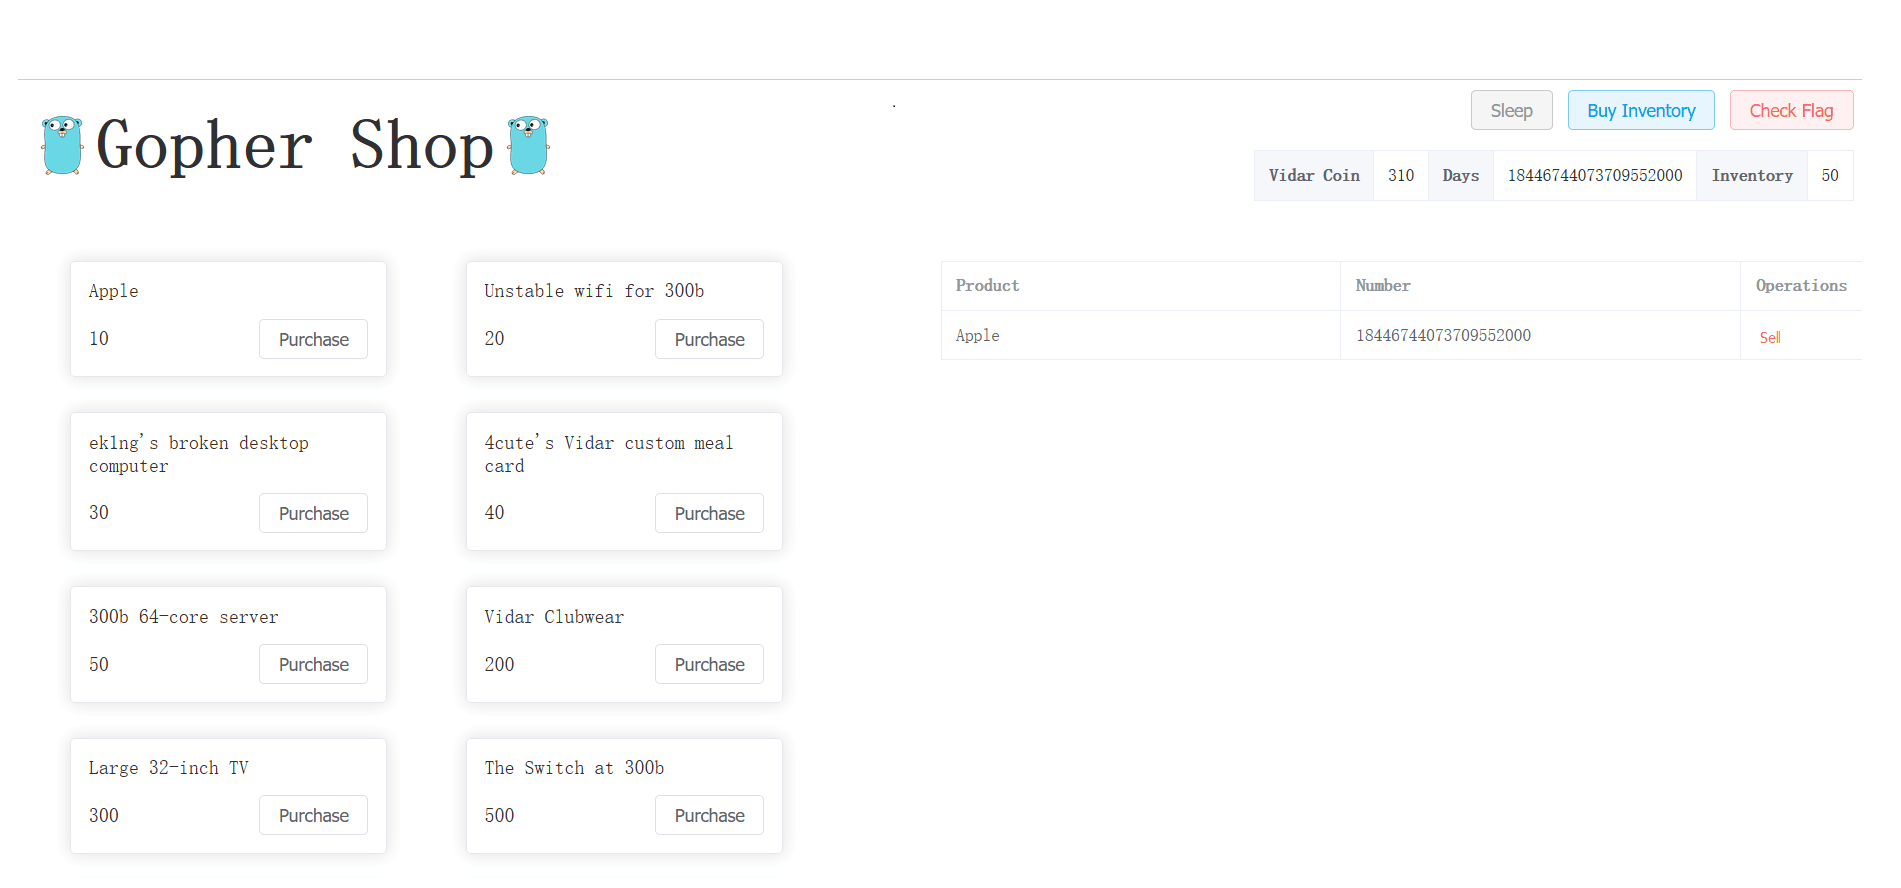 Gopher Shop
Sleep
Buy Inventory
Check Flag
Vidar Coin 310 Days 18446744073709552000 Inventory 50
Apple
10 Purchase
Unstable wifi for 300b
20 Purchase
eklng's broken desktop
computer
30 Purchase
4cute's Vidar custom meal
card
40 Purchase
300b 64-core server
50 Purchase
Vidar Clubwear
200 Purchase
Large 32-inch TV
300 Purchase
The Switch at 300b
500 Purchase
Product Number Operations
Apple 18446744073709552000 Sell